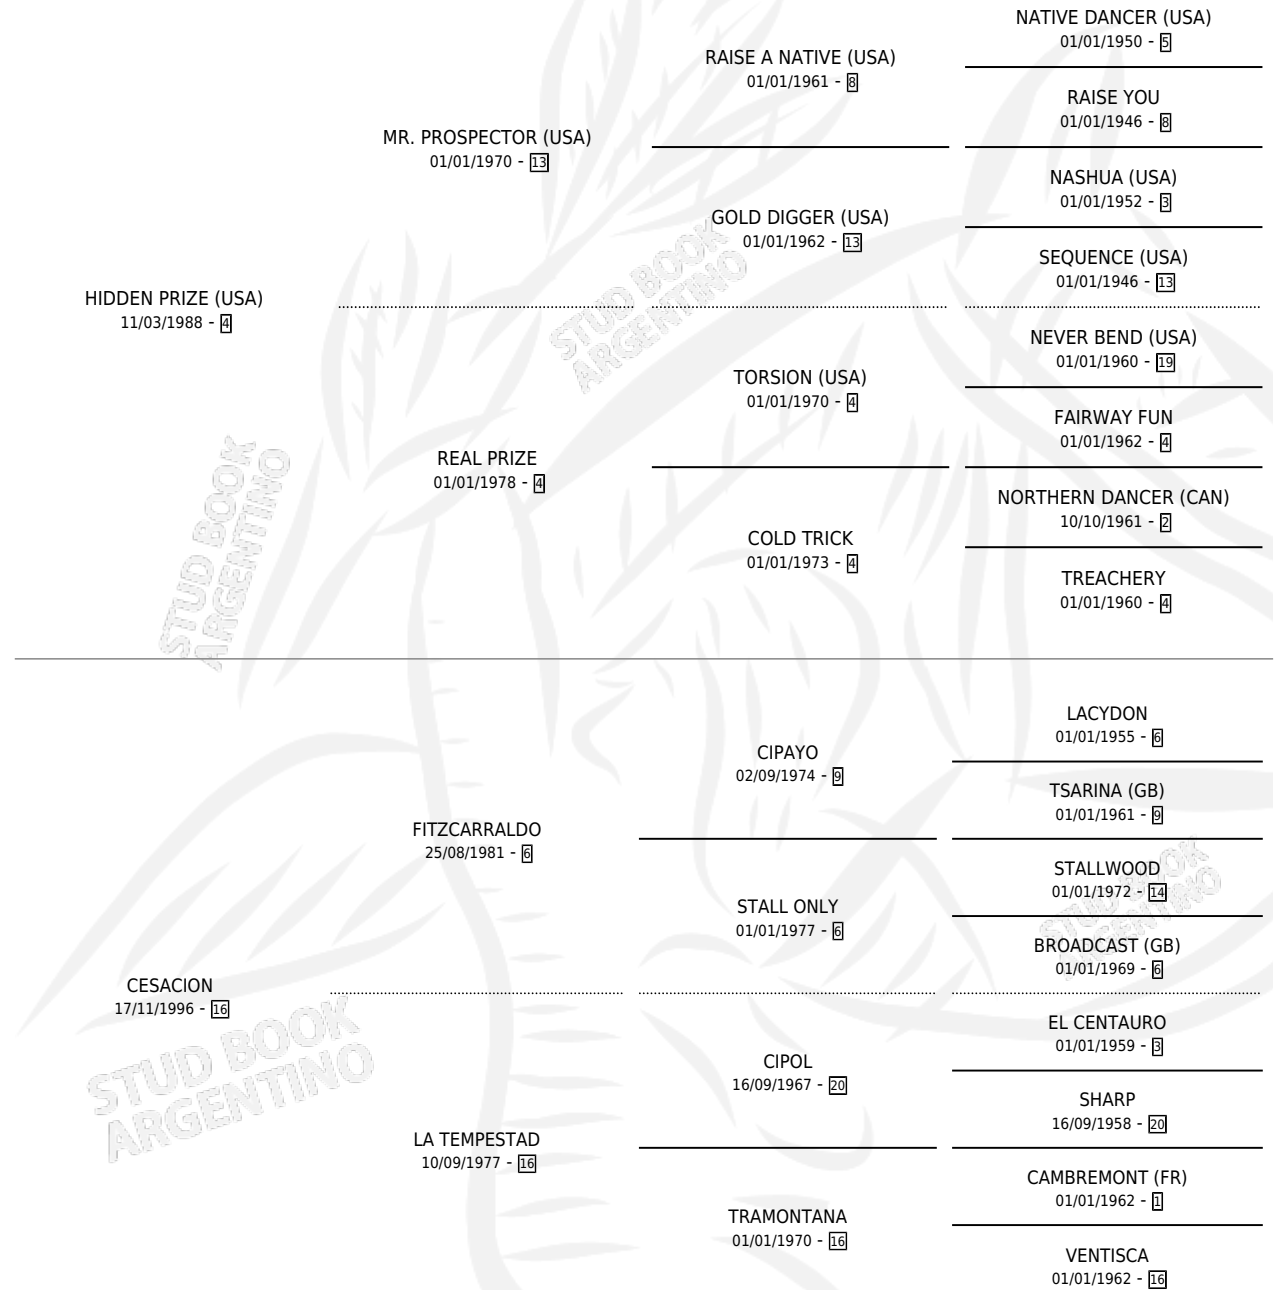 NATIVE DANCER (USA)
01/01/1950 - 5
RAISE A NATIVE (USA)
01/01/1961 - 8
RAISE YOU
01/01/1946 - 8
MR. PROSPECTOR (USA)
01/01/1970 - 13
NASHUA (USA)
01/01/1952 - 3
GOLD DIGGER (USA)
01/01/1962 - 13
SEQUENCE (USA)
01/01/1946 - 13
HIDDEN PRIZE (USA)
11/03/1988 - 4
STUD BOOK
ARGENTINO
NEVER BEND (USA)
01/01/1960 - 19
TORSION (USA)
01/01/1970 - 4
FAIRWAY FUN
01/01/1962 - 4
REAL PRIZE
01/01/1978 - 4
STUD BOOK
ARGENTINO
NORTHERN DANCER (CAN)
10/10/1961 - 2
COLD TRICK
01/01/1973 - 4
TREACHERY
01/01/1960 - 4
LACYDON
01/01/1955 - 6
CIPAYO
02/09/1974 - 9
TSARINA (GB)
01/01/1961 - 9
FITZCARRALDO
25/08/1981 - 6
STALLWOOD
01/01/1972 - 14
STUD BOOK
ARGENTINO
STALL ONLY
01/01/1977 - 6
BROADCAST (GB)
01/01/1969 - 6
CESACION
17/11/1996 - 16
STUD BOOK
ARGENTINO
EL CENTAURO
01/01/1959 - 3
CIPOL
16/09/1967 - 20
SHARP
16/09/1958 - 20
LA TEMPESTAD
10/09/1977 - 16
CAMBREMONT (FR)
01/01/1962 - 1
TRAMONTANA
01/01/1970 - 16
VENTISCA
01/01/1962 - 16